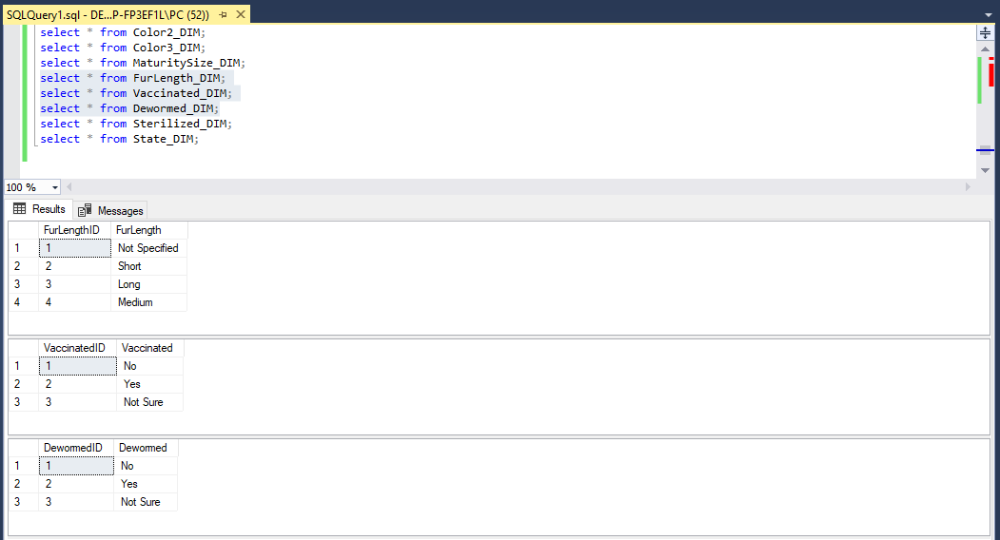 SQLQuery1.sql - DE...P-FP3EF1L\PC (52))
select * from Color2_DIM;
select * from Color3_DIM;
select * from MaturitySize_DIM;
select * from FurLength_DIM;
select * from Vaccinated_DIM;
select * from Dewormed_DIM;
select * from Sterilized_DIM;
select * from State_DIM;
100 %
Results Messages
FurLengthID FurLength
1 1 Not Specified
2 2 Short
3 3 Long
4 4 Medium
VaccinatedID Vaccinated
1 1 No
2 2 Yes
3 3 Not Sure
DewormedID Dewormed
1 1 No
2 2 Yes
3 3 Not Sure